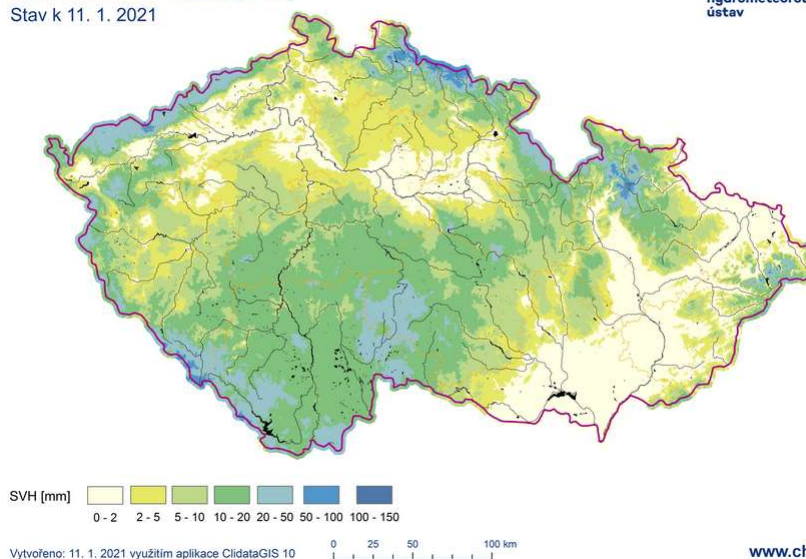 Stav k 11. 1. 2021
ústav
SVH [mm]
0 - 2 2 - 5 5 - 10 10 - 20 20 - 50 50 - 100 100 - 150
Vytvořeno: 11. 1. 2021 využitím aplikace ClidataGIS 10
0 25 50 100 km
www.ch